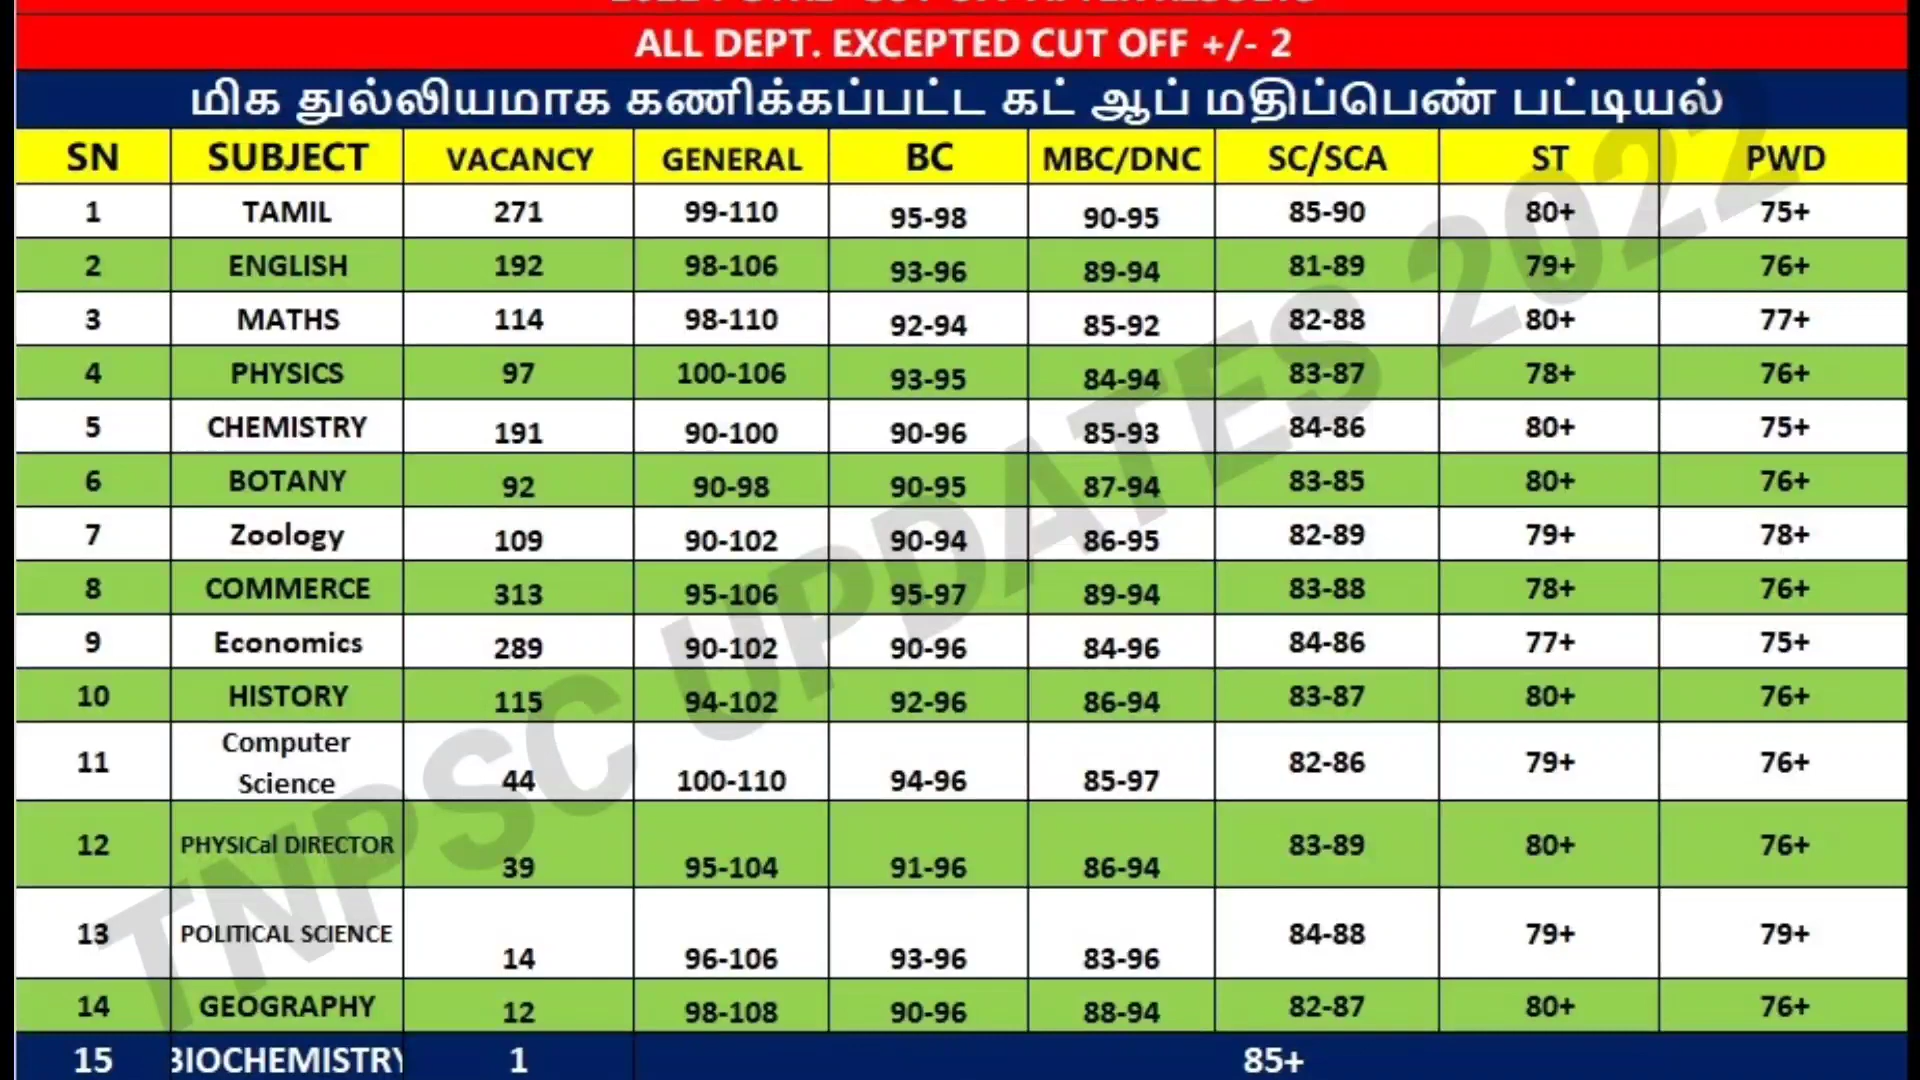 ALL DEPT. EXCEPTED CUT OFF +/- 2
மிக துல்லியமாக கணிக்கப்பட்ட கட் ஆப் மதிப்பெண் பட்டியல்
SN SUBJECT VACANCY GENERAL BC MBC/DNC SC/SCA ST PWD
1 TAMIL 271 99-110 95-98 90-95 85-90 80+ 75+
2 ENGLISH 192 98-106 93-96 89-94 81-89 79+ 76+
3 MATHS 114 98-110 92-94 85-92 82-88 80+ 77+
4 PHYSICS 97 100-106 93-95 84-94 83-87 78+ 76+
5 CHEMISTRY 191 90-100 90-96 85-93 84-86 80+ 75+
6 BOTANY 92 90-98 90-95 87-94 83-85 80+ 76+
7 Zoology 109 90-102 90-94 86-95 82-89 79+ 78+
8 COMMERCE 313 95-106 95-97 89-94 83-88 78+ 76+
9 Economics 289 90-102 90-96 84-96 84-86 77+ 75+
10 HISTORY 115 94-102 92-96 86-94 83-87 80+ 76+
11 Computer Science 44 100-110 94-96 85-97 82-86 79+ 76+
12 PHYSICal DIRECTOR 39 95-104 91-96 86-94 83-89 80+ 76+
13 POLITICAL SCIENCE 14 96-106 93-96 83-96 84-88 79+ 79+
14 GEOGRAPHY 12 98-108 90-96 88-94 82-87 80+ 76+
15 BIOCHEMISTRY 1 85+
TNPSC UPDATES 2022